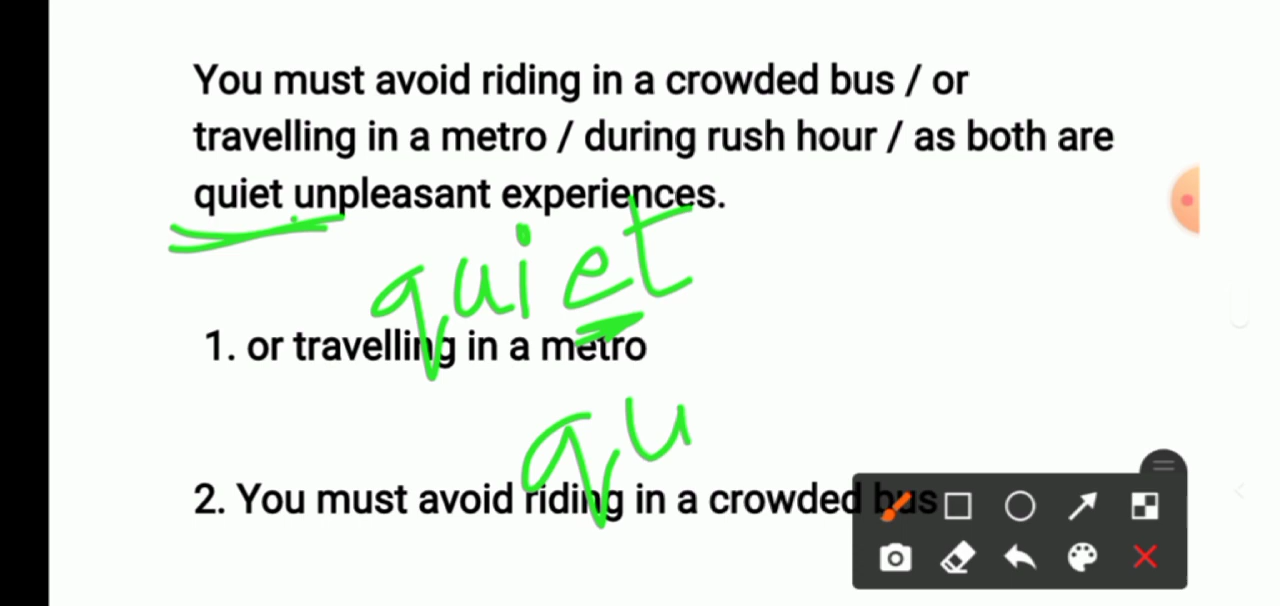 You must avoid riding in a crowded bus / or
travelling in a metro / during rush hour / as both are
quiet unpleasant experiences.
quiet
1. or travelling in a metro
qu
2. You must avoid riding in a crowded bus